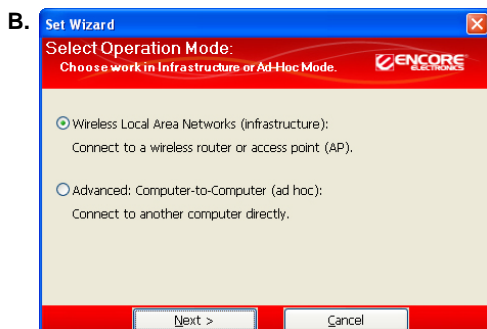 B.
Set Wizard
Select Operation Mode:
Choose work in Infrastructure or Ad-Hoc Mode.
ENCORE
ELECTRONICS
Wireless Local Area Networks (infrastructure):
Connect to a wireless router or access point (AP).
Advanced: Computer-to-Computer (ad hoc):
Connect to another computer directly.
Next >
Cancel